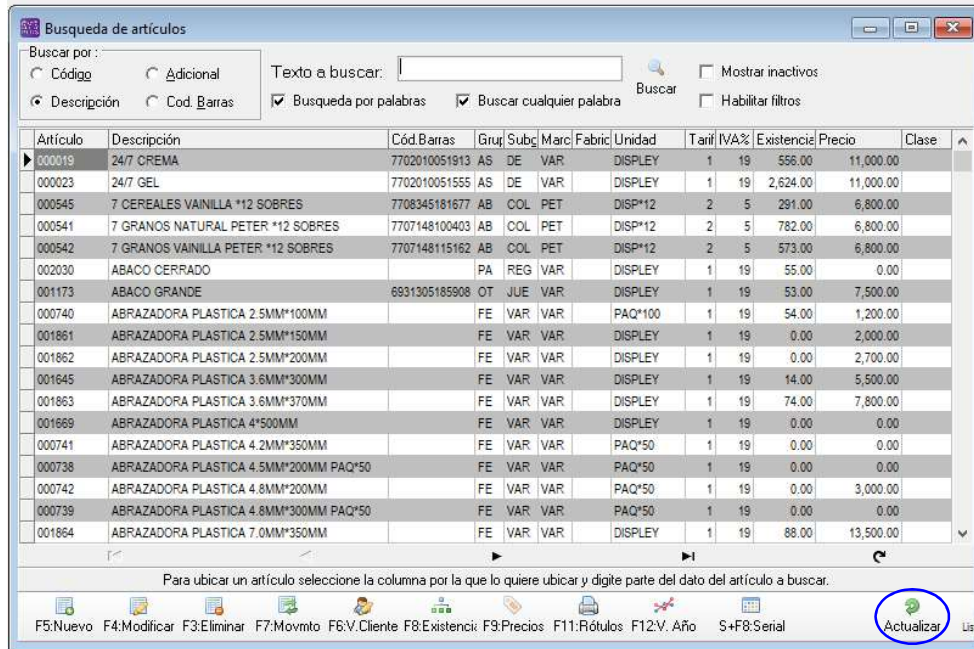 Busqueda de artículos
Buscar por :
Código Adicional Texto a buscar: Buscar Mostrar inactivos
Descripción Cod. Barras Busqueda por palabras Buscar cualquier palabra Habilitar filtros
Artículo Descripción Cód.Barras Grup Subg Marc Fabric Unidad Tarif IVA% Existencia Precio Clase
000019 24/7 CREMA 7702010051913 AS DE VAR DISPLEY 1 19 556.00 11,000.00
000023 24/7 GEL 7702010051555 AS DE VAR DISPLEY 1 19 2,624.00 11,000.00
000545 7 CEREALES VAINILLA *12 SOBRES 7708345181677 AB COL PET DISP*12 2 5 291.00 6,800.00
000541 7 GRANOS NATURAL PETER *12 SOBRES 7707148100403 AB COL PET DISP*12 2 5 782.00 6,800.00
000542 7 GRANOS VAINILLA PETER *12 SOBRES 7707148115162 AB COL PET DISP*12 2 5 573.00 6,800.00
002030 ABACO CERRADO PA REG VAR DISPLEY 1 19 55.00 0.00
001173 ABACO GRANDE 6931305185908 OT JUE VAR DISPLEY 1 19 53.00 7,500.00
000740 ABRAZADORA PLASTICA 2.5MM*100MM FE VAR VAR PAQ*100 1 19 54.00 1,200.00
001861 ABRAZADORA PLASTICA 2.5MM*150MM FE VAR VAR DISPLEY 1 19 0.00 2,000.00
001862 ABRAZADORA PLASTICA 2.5MM*200MM FE VAR VAR DISPLEY 1 19 0.00 2,700.00
001645 ABRAZADORA PLASTICA 3.6MM*300MM FE VAR VAR DISPLEY 1 19 14.00 5,500.00
001863 ABRAZADORA PLASTICA 3.6MM*370MM FE VAR VAR DISPLEY 1 19 74.00 7,800.00
001669 ABRAZADORA PLASTICA 4*500MM FE VAR VAR DISPLEY 1 19 0.00 0.00
000741 ABRAZADORA PLASTICA 4.2MM*350MM FE VAR VAR PAQ*50 1 19 0.00 0.00
000738 ABRAZADORA PLASTICA 4.5MM*200MM PAQ*50 FE VAR VAR PAQ*50 1 19 0.00 0.00
000742 ABRAZADORA PLASTICA 4.8MM*200MM FE VAR VAR PAQ*50 1 19 0.00 3,000.00
000739 ABRAZADORA PLASTICA 4.8MM*300MM PAQ*50 FE VAR VAR PAQ*50 1 19 0.00 0.00
001864 ABRAZADORA PLASTICA 7.0MM*350MM FE VAR VAR DISPLEY 1 19 88.00 13,500.00
Para ubicar un artículo seleccione la columna por la que lo quiere ubicar y digite parte del dato del artículo a buscar.
F5:Nuevo F4:Modificar F3:Eliminar F7:Movmto F6:V.Cliente F8:Existencia F9:Precios F11:Rótulos F12:V. Año S+F8:Serial Actualizar Lis